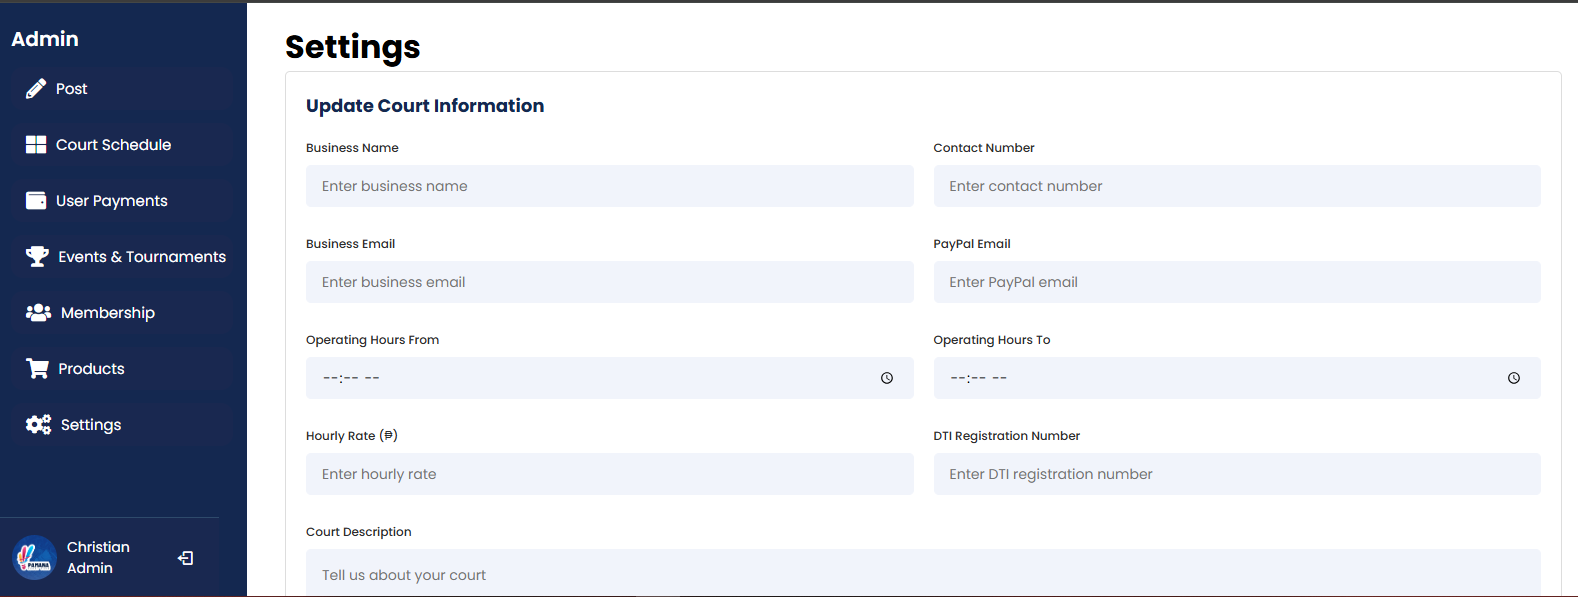 Admin
Post
Court Schedule
User Payments
Events & Tournaments
Membership
Products
Settings
Christian
Admin
PAMANA
Settings
Update Court Information
Business Name
Contact Number
Enter business name
Enter contact number
Business Email
PayPal Email
Enter business email
Enter PayPal email
Operating Hours From
Operating Hours To
--:-- --
--:-- --
Hourly Rate (₱)
DTI Registration Number
Enter hourly rate
Enter DTI registration number
Court Description
Tell us about your court